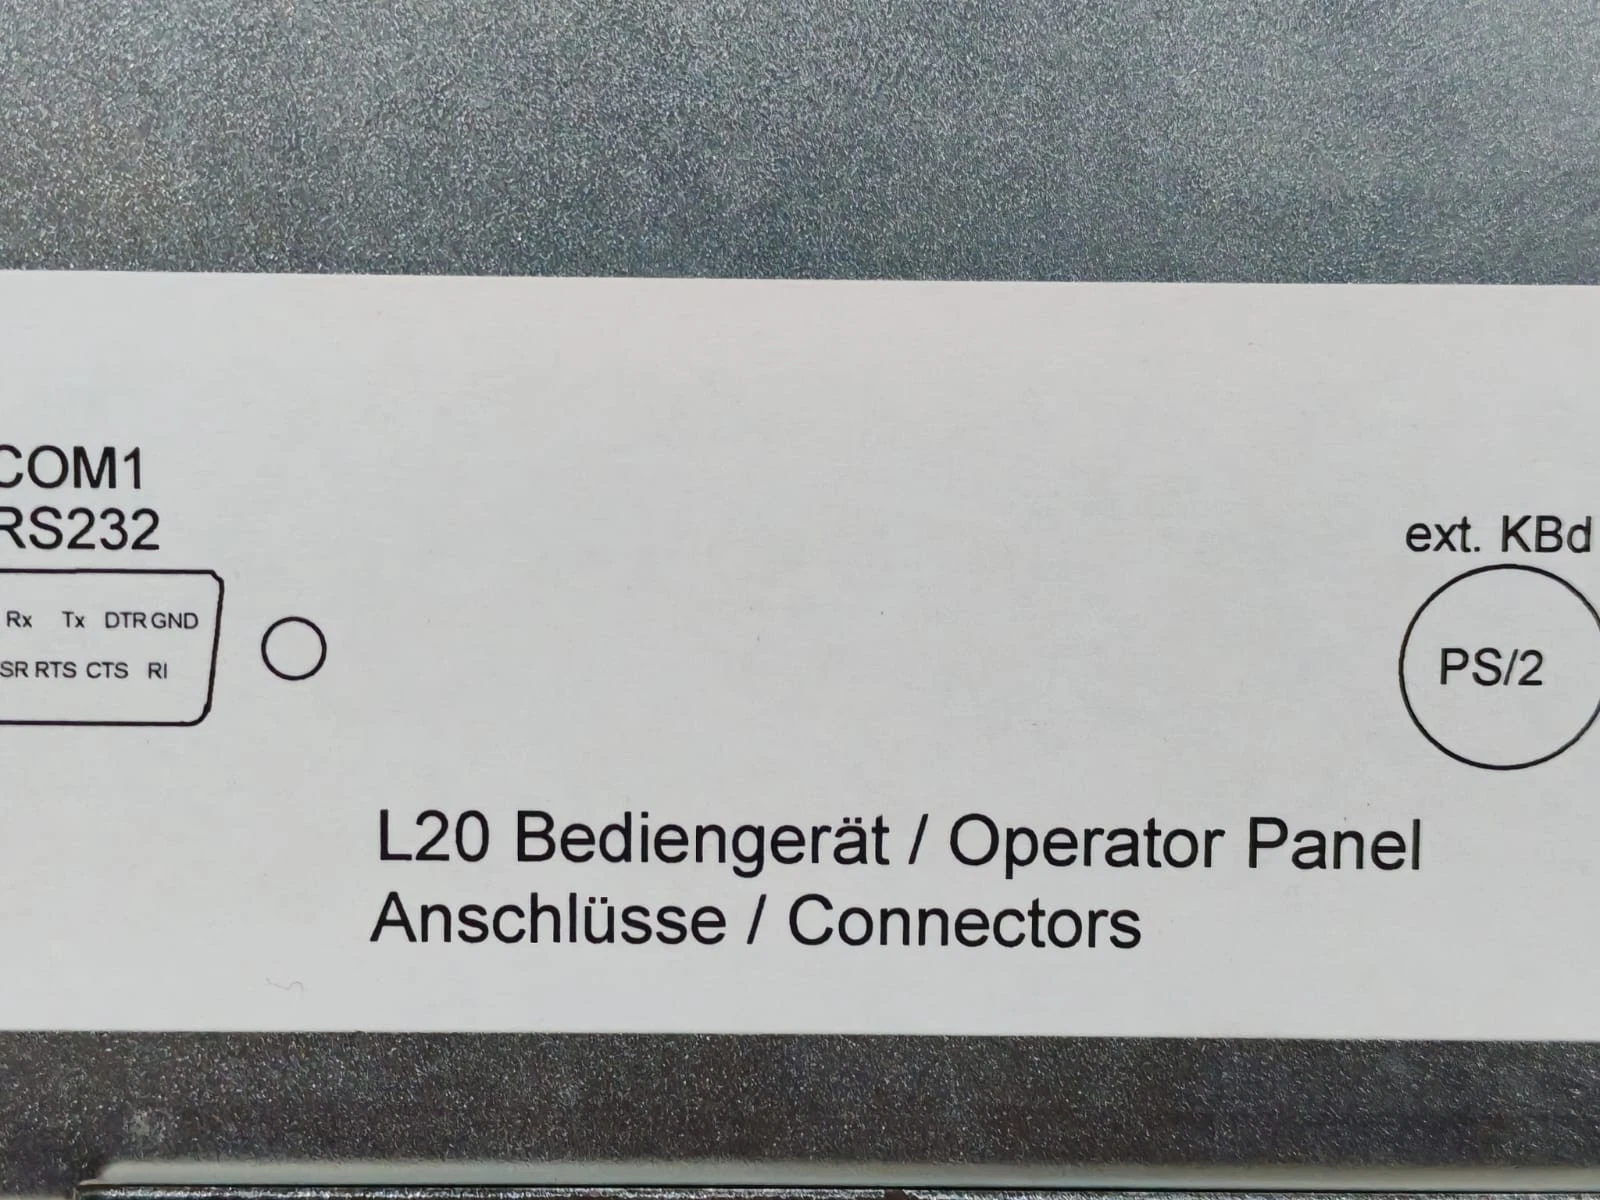 COM1
RS232
Rx Tx DTR GND
SR RTS CTS RI
ext. KBd
PS/2
L20 Bediengerät / Operator Panel
Anschlüsse / Connectors